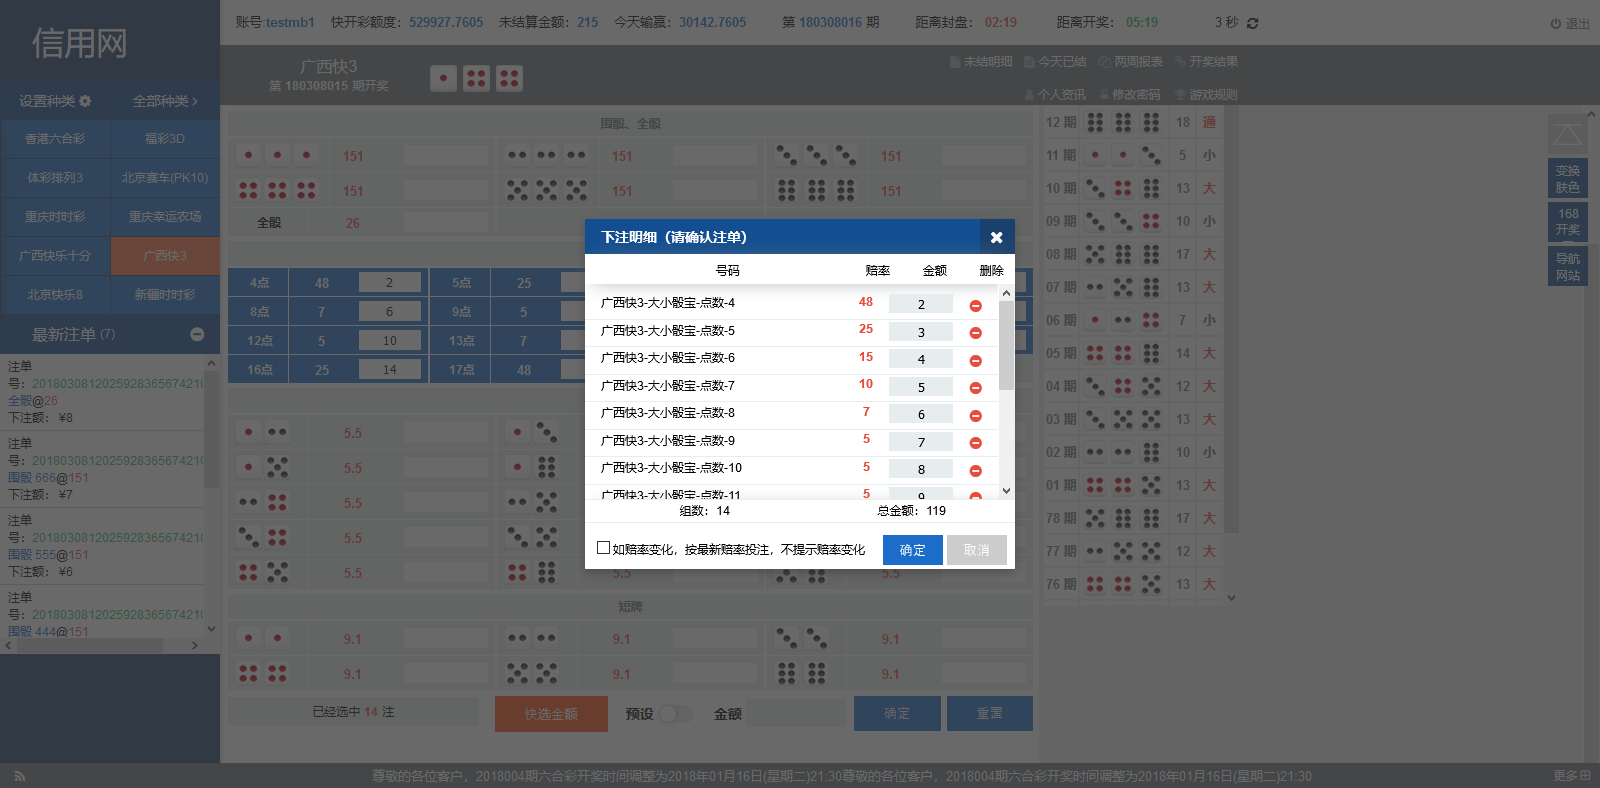 信用网
账号:testmb1 快开彩额度：529927.7605 未结算金额：215 今天输赢：30142.7605 第 180308016 期 距离封盘：02:19 距离开奖：05:19 3 秒 退出
广西快3
第 180308015 期开奖
未结明细 今天已结 两周报表 开奖结果
个人资讯 修改密码 游戏规则
设置种类 全部种类
香港六合彩 福彩3D
体彩排列3 北京赛车(PK10)
重庆时时彩 重庆幸运农场
广西快乐十分 广西快3
北京快乐8 新疆时时彩
最新注单 (7)
注单
号：2018030812025928365674210
全骰@26
下注额：¥8
注单
号：2018030812025928365674210
围骰 666@151
下注额：¥7
注单
号：2018030812025928365674210
围骰 555@151
下注额：¥6
注单
号：2018030812025928365674210
围骰 444@151
围骰、全骰
151 151 151
151 151 151
全骰 26
4点 48 2 5点 25
8点 7 6 9点 5
12点 5 10 13点 7
16点 25 14 17点 48
5.5
5.5
5.5
5.5
5.5 5.5 5.5
短牌
9.1 9.1 9.1
9.1 9.1 9.1
已经选中 14 注 快选金额 预设 金额 确定 重置
下注明细（请确认注单）
号码 赔率 金额 删除
广西快3-大小骰宝-点数-4 48 2
广西快3-大小骰宝-点数-5 25 3
广西快3-大小骰宝-点数-6 15 4
广西快3-大小骰宝-点数-7 10 5
广西快3-大小骰宝-点数-8 7 6
广西快3-大小骰宝-点数-9 5 7
广西快3-大小骰宝-点数-10 5 8
广西快3-大小骰宝-点数-11 5 9
组数：14 总金额：119
如赔率变化，按最新赔率投注，不提示赔率变化 确定 取消
12 期 18 通
11 期 5 小
10 期 13 大
09 期 10 小
08 期 17 大
07 期 13 大
06 期 7 小
05 期 14 大
04 期 12 大
03 期 13 大
02 期 10 小
01 期 13 大
78 期 17 大
77 期 12 大
76 期 13 大
变换
肤色
168
开奖
导航
网站
尊敬的各位客户，2018004期六合彩开奖时间调整为2018年01月16日(星期二)21:30尊敬的各位客户，2018004期六合彩开奖时间调整为2018年01月16日(星期二)21:30
更多